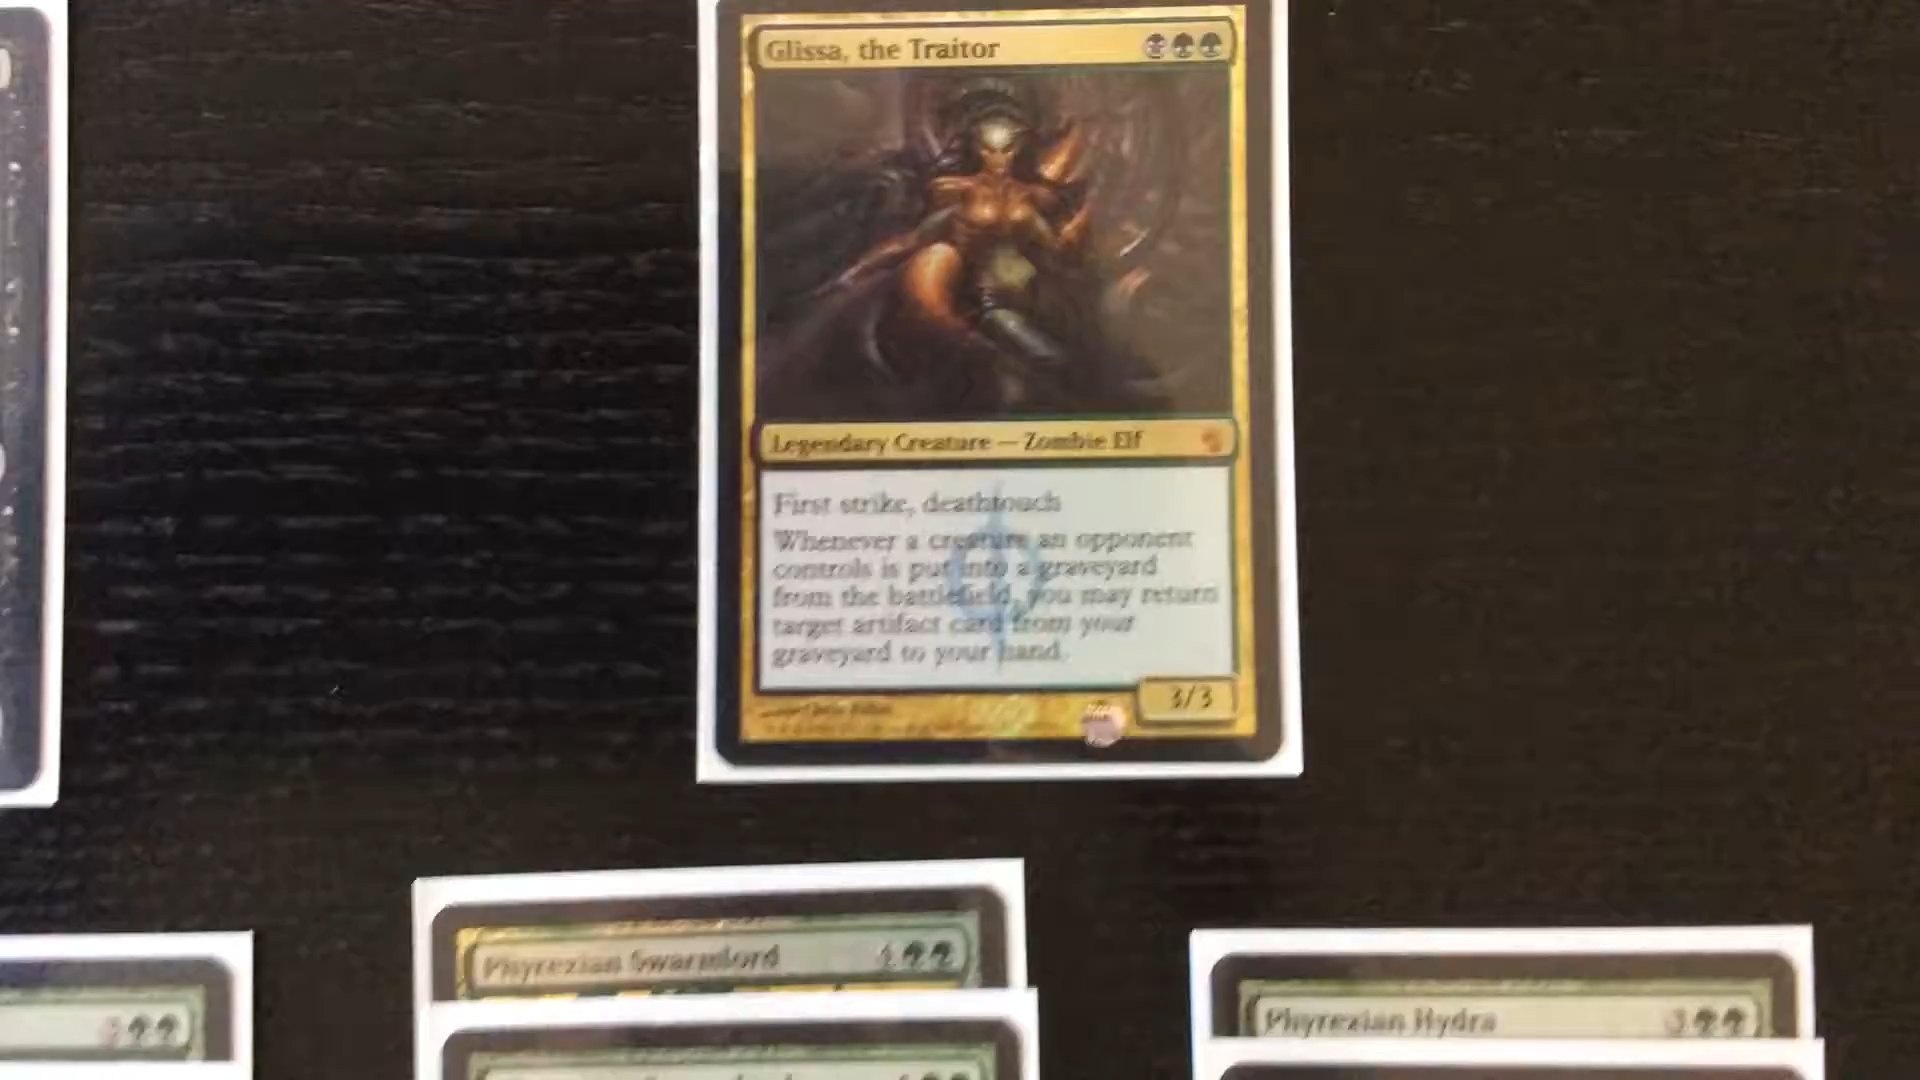 Glissa, the Traitor
Legendary Creature — Zombie Elf
First strike, deathtouch
Whenever a creature an opponent
controls is put into a graveyard
from the battlefield, you may return
target artifact card from your
graveyard to your hand.
3/3
Phyrexian Swarmlord
Phyrexian Hydra
3